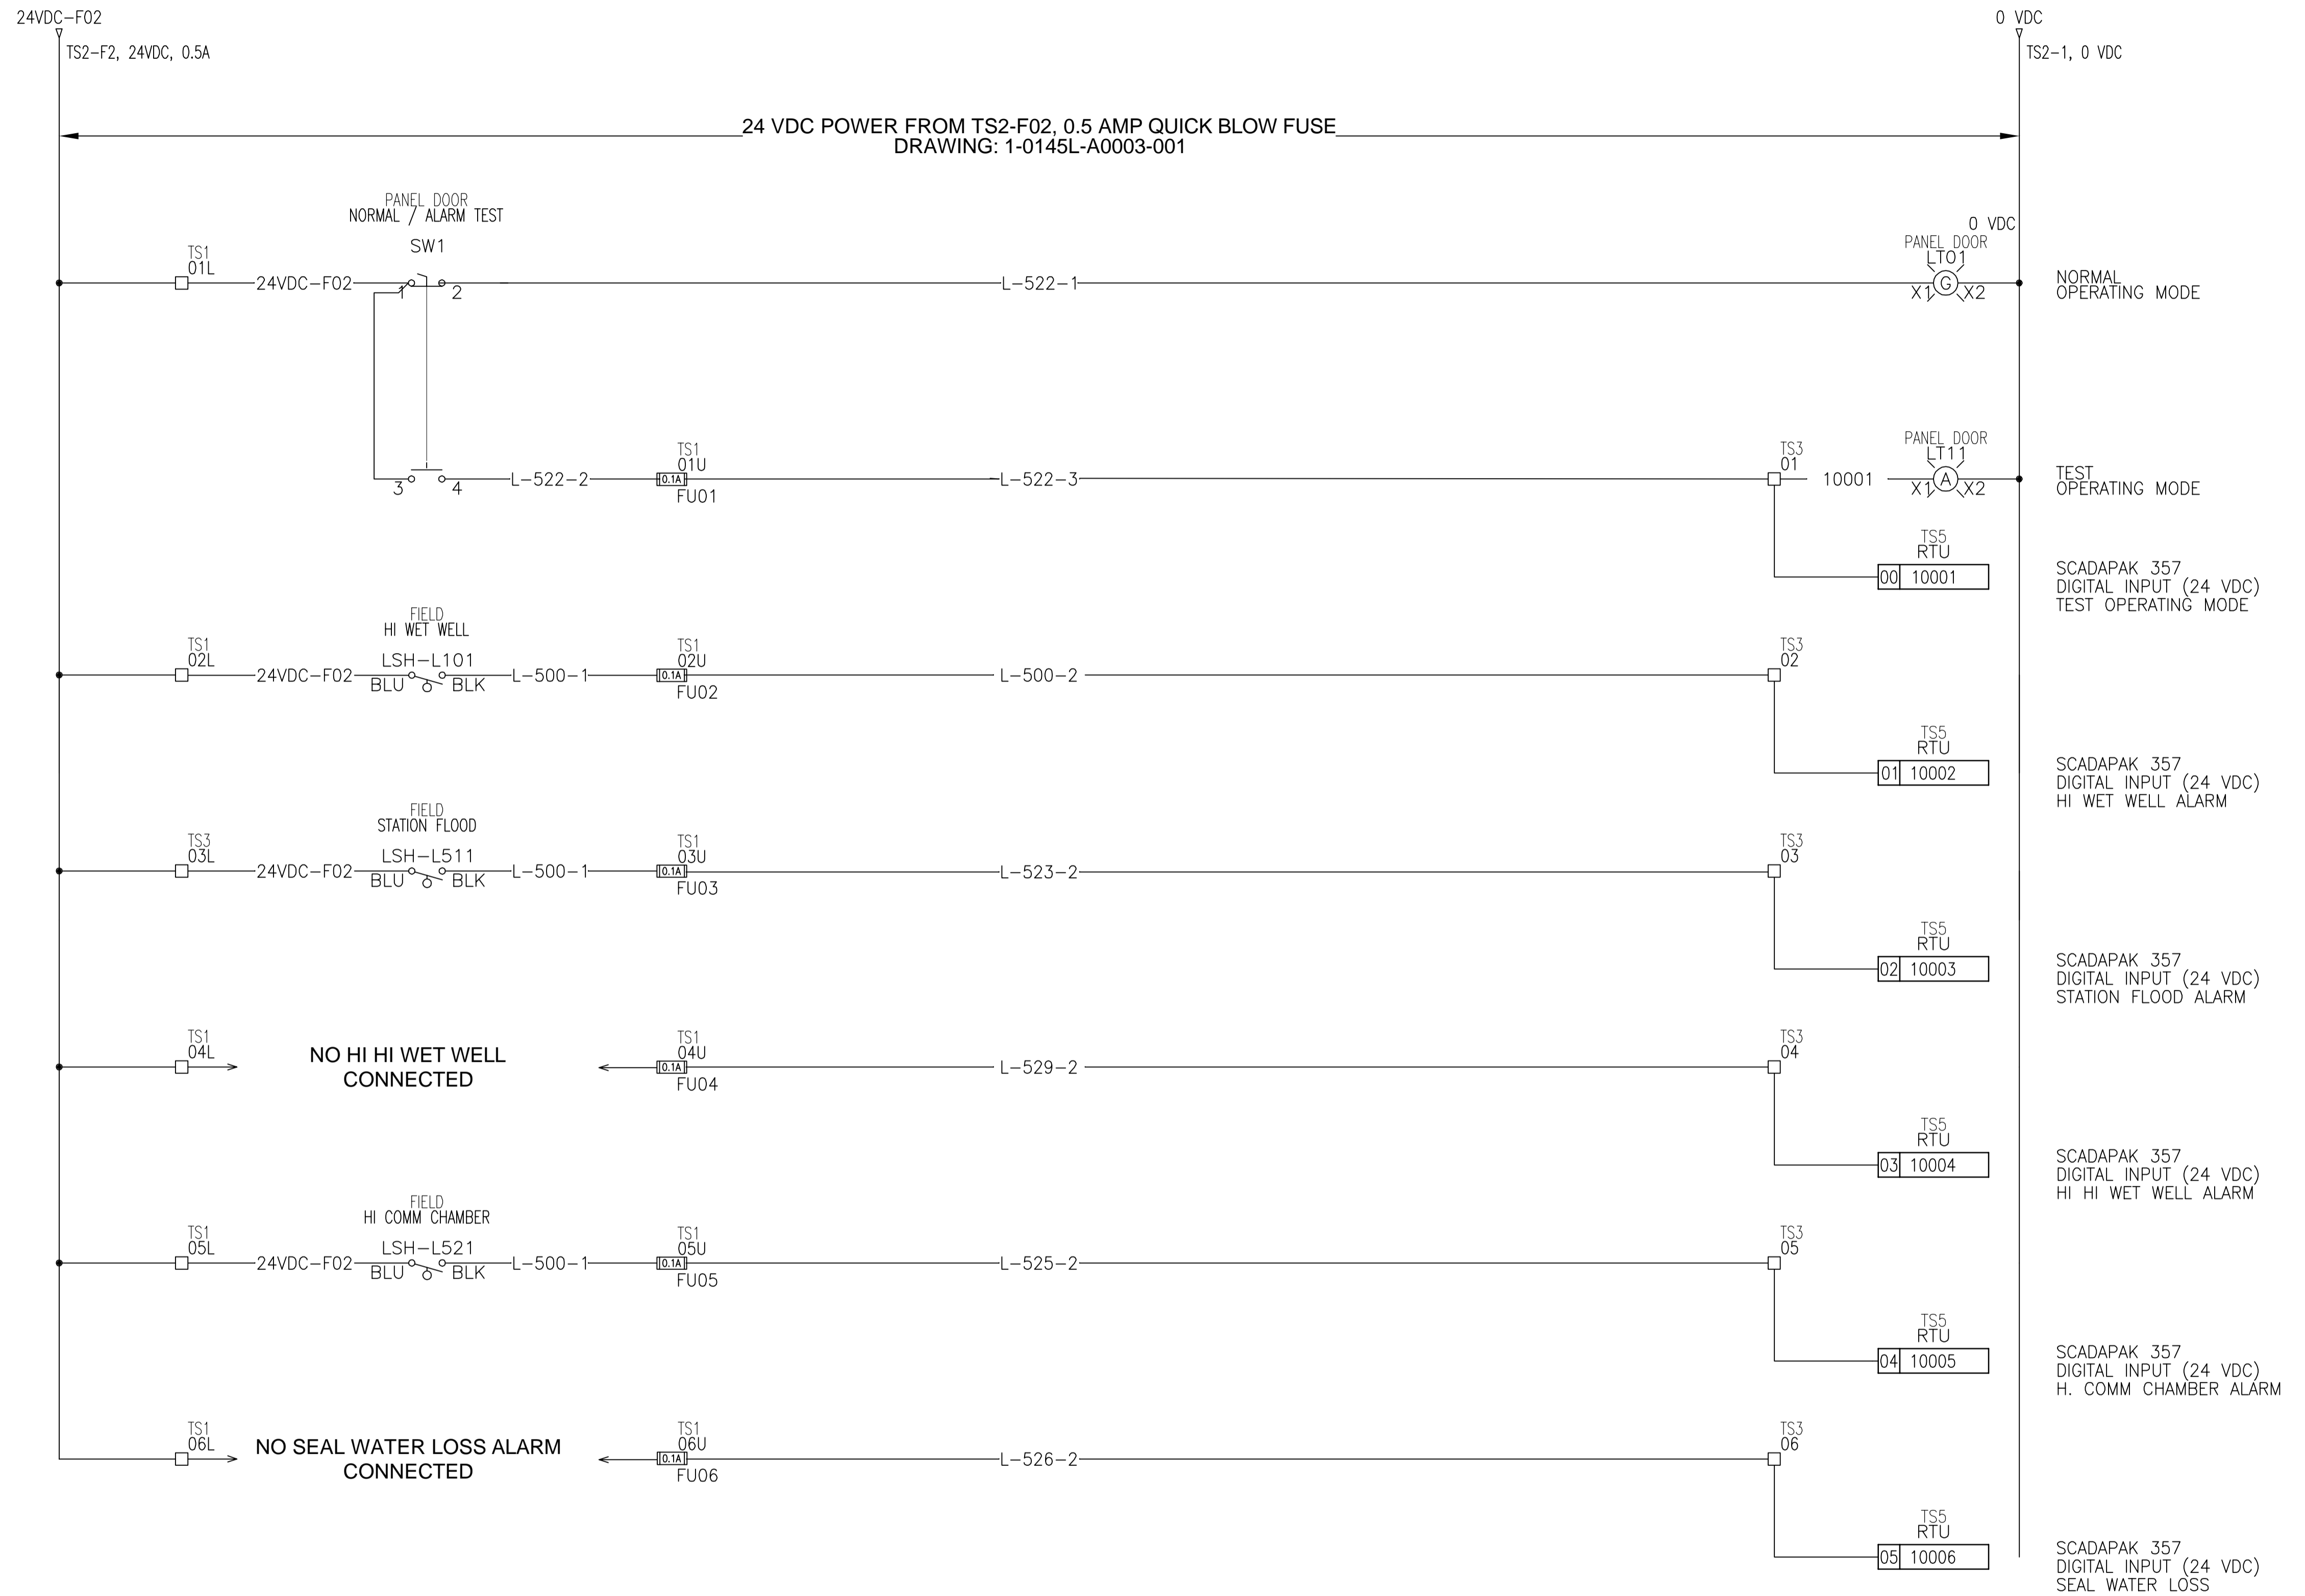 24VDC-F02
TS2-F2, 24VDC, 0.5A
0 VDC
TS2-1, 0 VDC
24 VDC POWER FROM TS2-F02, 0.5 AMP QUICK BLOW FUSE
DRAWING: 1-0145L-A0003-001
PANEL DOOR
NORMAL / ALARM TEST
SW1
0 VDC
TS1
01L
24VDC-F02
1
2
L-522-1
PANEL DOOR
LT01
X1
G
X2
NORMAL
OPERATING MODE
3
4
L-522-2
TS1
01U
0.1A
FU01
L-522-3
TS3
01
10001
PANEL DOOR
LT11
X1
A
X2
TEST
OPERATING MODE
TS5
RTU
00 10001
SCADAPAK 357
DIGITAL INPUT (24 VDC)
TEST OPERATING MODE
TS1
02L
24VDC-F02
FIELD
HI WET WELL
LSH-L101
BLU
BLK
L-500-1
TS1
02U
0.1A
FU02
L-500-2
TS3
02
TS5
RTU
01 10002
SCADAPAK 357
DIGITAL INPUT (24 VDC)
HI WET WELL ALARM
TS3
03L
24VDC-F02
FIELD
STATION FLOOD
LSH-L511
BLU
BLK
L-500-1
TS1
03U
0.1A
FU03
L-523-2
TS3
03
TS5
RTU
02 10003
SCADAPAK 357
DIGITAL INPUT (24 VDC)
STATION FLOOD ALARM
TS1
04L
NO HI HI WET WELL
CONNECTED
TS1
04U
0.1A
FU04
L-529-2
TS3
04
TS5
RTU
03 10004
SCADAPAK 357
DIGITAL INPUT (24 VDC)
HI HI WET WELL ALARM
TS1
05L
24VDC-F02
FIELD
HI COMM CHAMBER
LSH-L521
BLU
BLK
L-500-1
TS1
05U
0.1A
FU05
L-525-2
TS3
05
TS5
RTU
04 10005
SCADAPAK 357
DIGITAL INPUT (24 VDC)
H. COMM CHAMBER ALARM
TS1
06L
NO SEAL WATER LOSS ALARM
CONNECTED
TS1
06U
0.1A
FU06
L-526-2
TS3
06
TS5
RTU
05 10006
SCADAPAK 357
DIGITAL INPUT (24 VDC)
SEAL WATER LOSS